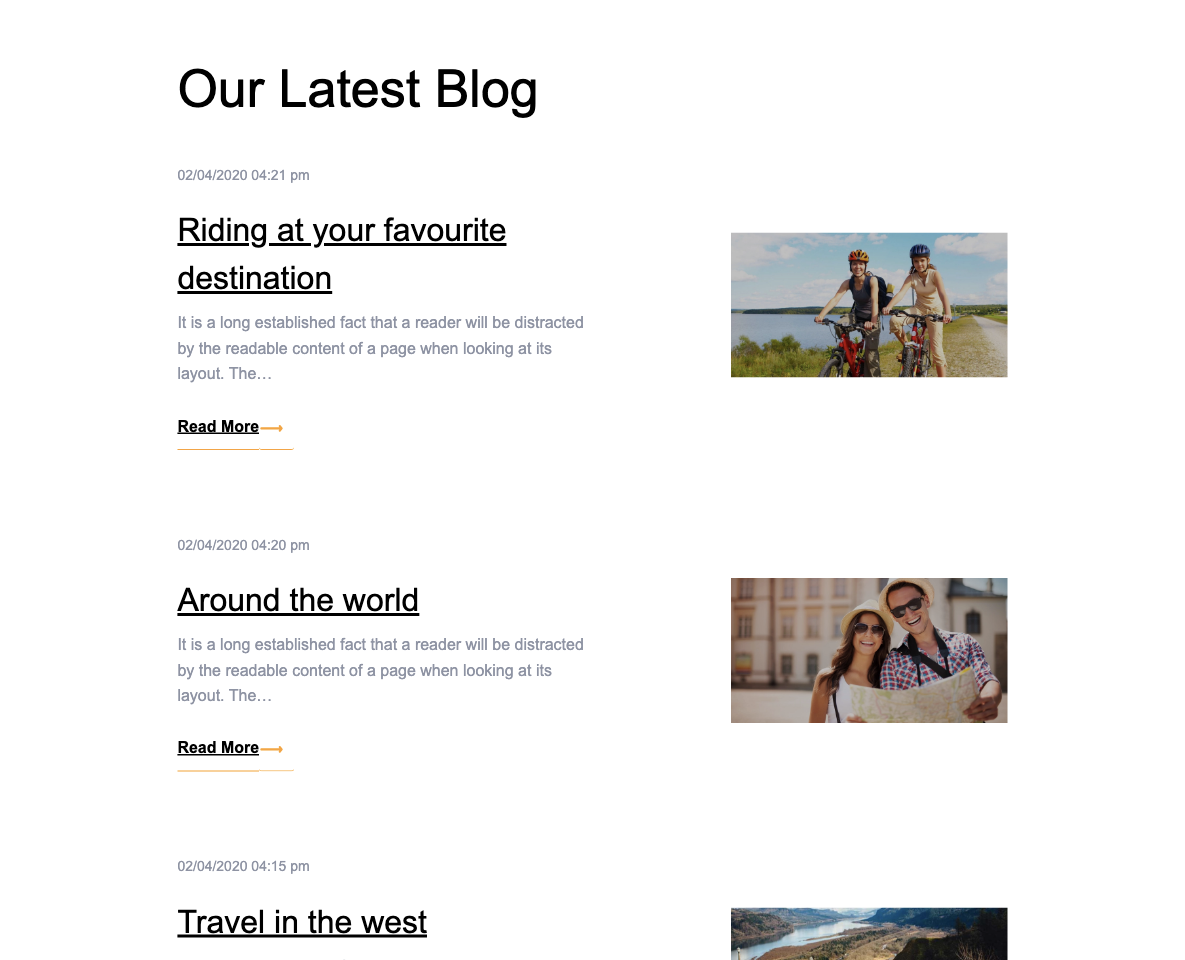 Our Latest Blog
02/04/2020 04:21 pm
Riding at your favourite
destination
It is a long established fact that a reader will be distracted
by the readable content of a page when looking at its
layout. The…
Read More
02/04/2020 04:20 pm
Around the world
It is a long established fact that a reader will be distracted
by the readable content of a page when looking at its
layout. The…
Read More
02/04/2020 04:15 pm
Travel in the west